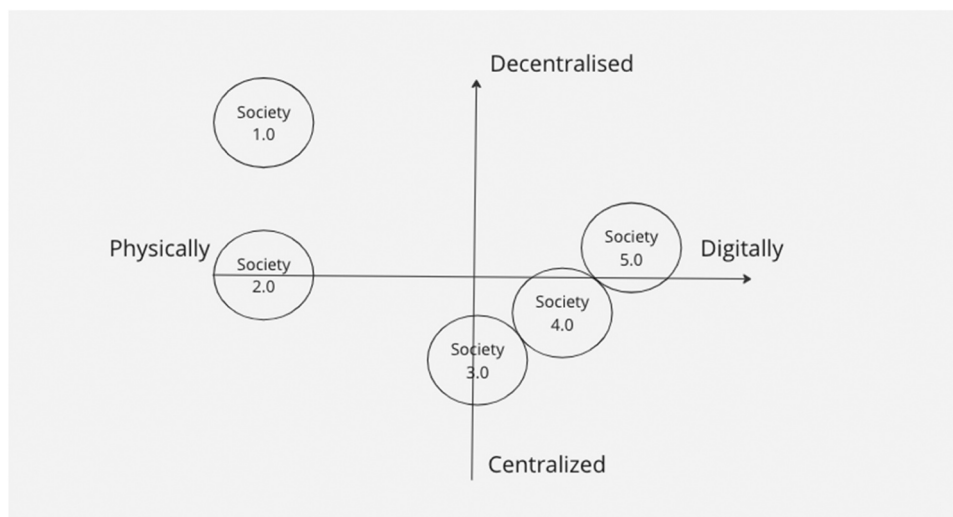 Decentralised
Society
1.0
Physically
Society
2.0
Society
5.0
Digitally
Society
4.0
Society
3.0
Centralized